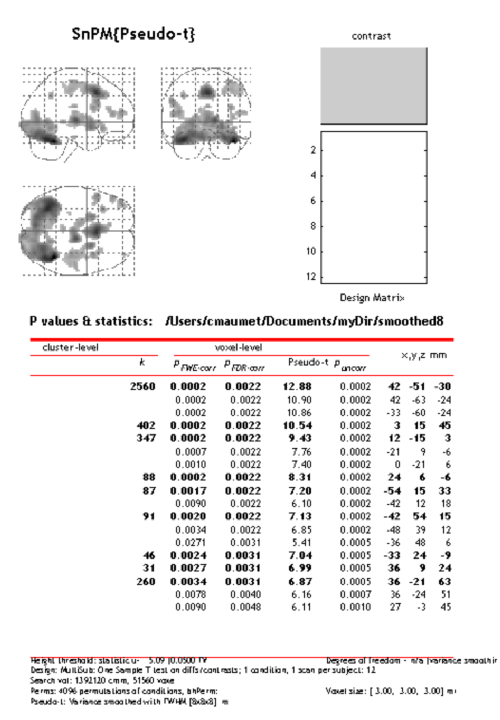 SnPM{Pseudo-t}
contrast
2
4
6
8
10
12
Design Matrix
P values & statistics: /Users/cmaumet/Documents/myDir/smoothed8
cluster-level voxel-level x,y,z mm
k p FWE-corr p FDR-corr Pseudo-t p uncorr
2560 0.0002 0.0022 12.88 0.0002 42 -51 -30
0.0002 0.0022 10.90 0.0002 42 -63 -24
0.0002 0.0022 10.86 0.0002 -33 -60 -24
402 0.0002 0.0022 10.54 0.0002 3 15 45
347 0.0002 0.0022 9.43 0.0002 12 -15 3
0.0007 0.0022 7.76 0.0002 -21 9 -6
0.0010 0.0022 7.40 0.0002 0 -21 6
88 0.0002 0.0022 8.31 0.0002 24 6 -6
87 0.0017 0.0022 7.20 0.0002 -54 15 33
0.0090 0.0022 6.10 0.0002 -42 12 18
91 0.0020 0.0022 7.13 0.0002 -42 54 15
0.0034 0.0022 6.85 0.0002 -48 39 12
0.0271 0.0031 5.41 0.0005 -36 48 6
46 0.0024 0.0031 7.04 0.0005 -33 24 -9
31 0.0027 0.0031 6.99 0.0005 36 9 24
260 0.0034 0.0031 6.87 0.0005 36 -21 63
0.0078 0.0040 6.16 0.0007 36 -24 51
0.0090 0.0048 6.11 0.0010 27 -3 45
Height threshold: 5.09 (0.0500 Degrees of freedom = n/a (variance
Design: MultiSub: One Sample T test on diffs/contrasts; 1 condition, 1 scan per subject: 12
Search vol: 1392120 cmm, 51560 voxe
Perms: 4096 permutations of conditions, bhPerm: Voxel size: [ 3.00, 3.00, 3.00] m
Pseudo-t: Variance smoothed with FWHM [8x8x8] m